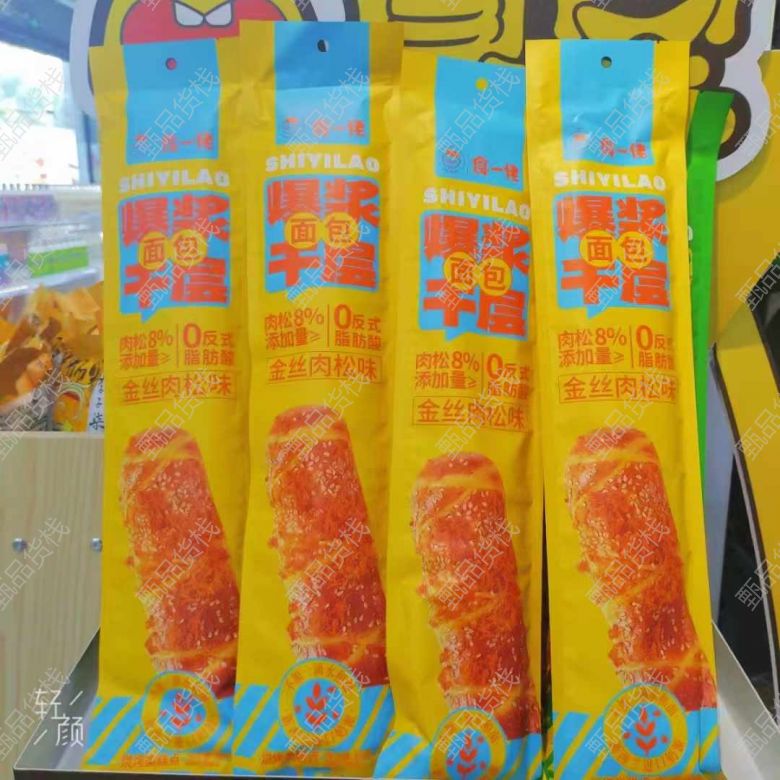 食一佬
SHIYILAO
爆浆
面包
千层
肉松8%
添加量≥
0反式
脂肪酸
金丝肉松味
食一佬
SHIYILAO
爆浆
面包
千层
肉松8%
添加量≥
0反式
脂肪酸
金丝肉松味
食一佬
SHIYILAO
爆浆
面包
千层
肉松8%
添加量≥
0反式
脂肪酸
金丝肉松味
食一佬
SHIYILAO
爆浆
面包
千层
肉松8%
添加量≥
0反式
脂肪酸
金丝肉松味
轻
颜
甄品货栈